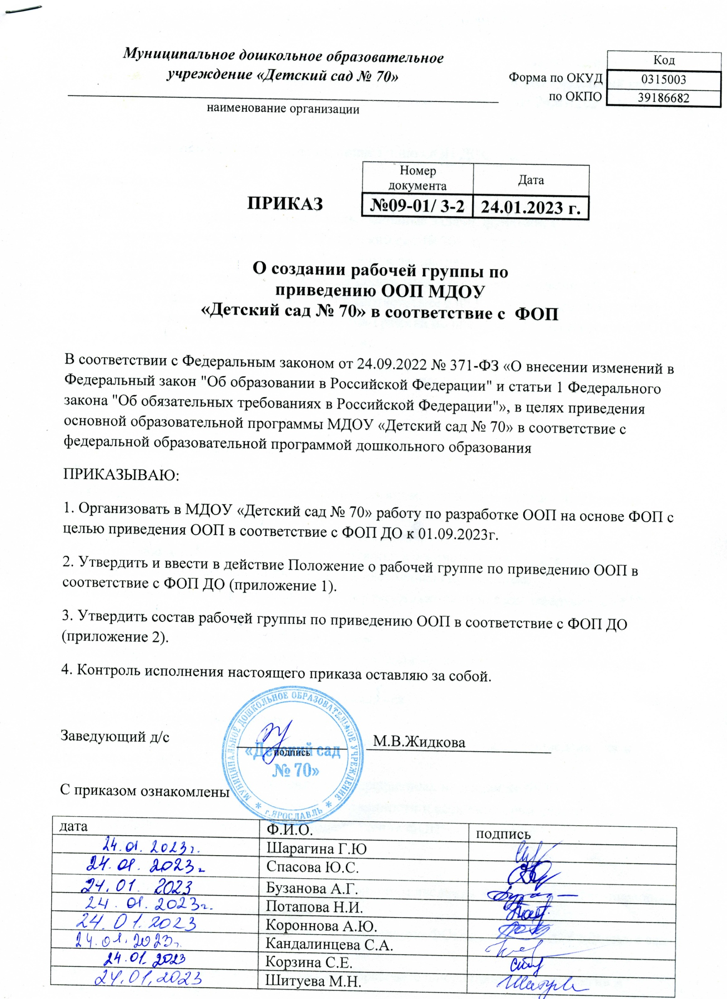 Муниципальное дошкольное образовательное
учреждение «Детский сад № 70»
наименование организации
Код
Форма по ОКУД 0315003
по ОКПО 39186682
Номер
документа
Дата
ПРИКАЗ
№09-01/ 3-2 24.01.2023 г.
О создании рабочей группы по
приведению ООП МДОУ
«Детский сад № 70» в соответствие с ФОП
В соответствии с Федеральным законом от 24.09.2022 № 371-ФЗ «О внесении изменений в
Федеральный закон "Об образовании в Российской Федерации" и статьи 1 Федерального
закона "Об обязательных требованиях в Российской Федерации"», в целях приведения
основной образовательной программы МДОУ «Детский сад № 70» в соответствие с
федеральной образовательной программой дошкольного образования
ПРИКАЗЫВАЮ:
1. Организовать в МДОУ «Детский сад № 70» работу по разработке ООП на основе ФОП с
целью приведения ООП в соответствие с ФОП ДО к 01.09.2023г.
2. Утвердить и ввести в действие Положение о рабочей группе по приведению ООП в
соответствие с ФОП ДО (приложение 1).
3. Утвердить состав рабочей группы по приведению ООП в соответствие с ФОП ДО
(приложение 2).
4. Контроль исполнения настоящего приказа оставляю за собой.
Заведующий д/с М.В.Жидкова
подпись
МУНИЦИПАЛЬНОЕ ДОШКОЛЬНОЕ ОБРАЗОВАТЕЛЬНОЕ УЧРЕЖДЕНИЕ
«Детский сад
№ 70»
* г.ЯРОСЛАВЛЬ *
С приказом ознакомлены
дата Ф.И.О. подпись
24.01.2023г. Шарагина Г.Ю
24.01.2023г Спасова Ю.С.
24.01.2023 Бузанова А.Г.
24.01.2023г. Потапова Н.И.
24.01.2023 Короннова А.Ю.
24.01.2023г. Кандалинцева С.А.
24.01.2023 Корзина С.Е.
24.01.2023 Шитуева М.Н.